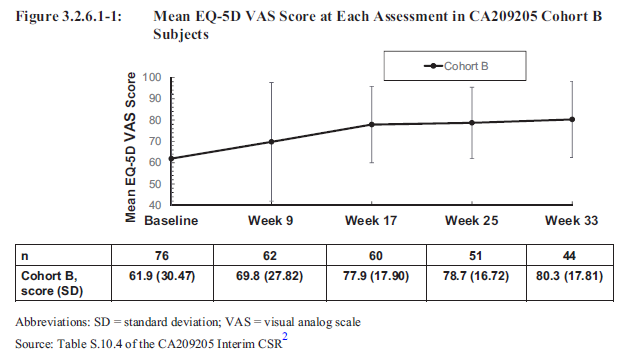 Figure 3.2.6.1-1: Mean EQ-5D VAS Score at Each Assessment in CA209205 Cohort B
Subjects
Cohort B
Mean EQ-5D VAS Score
100
90
80
70
60
50
40
Baseline Week 9 Week 17 Week 25 Week 33
n 76 62 60 51 44
Cohort B, 61.9 (30.47) 69.8 (27.82) 77.9 (17.90) 78.7 (16.72) 80.3 (17.81)
score (SD)
Abbreviations: SD = standard deviation; VAS = visual analog scale
Source: Table S.10.4 of the CA209205 Interim CSR2